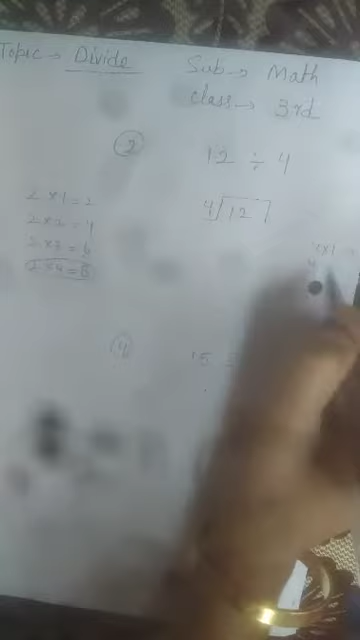 Topic → Divide
Sub → Math
Class → 3rd
2
12 ÷ 4
2 × 1 = 2
2 × 2 = 4
2 × 3 = 6
2 × 4 = 8
4 12
4
15